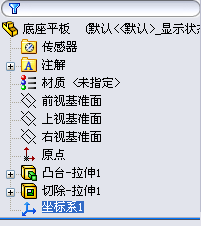 底座平板 (默认<<默认>_显示状
传感器
注解
材质 <未指定>
前视基准面
上视基准面
右视基准面
原点
凸台-拉伸1
切除-拉伸1
坐标系1